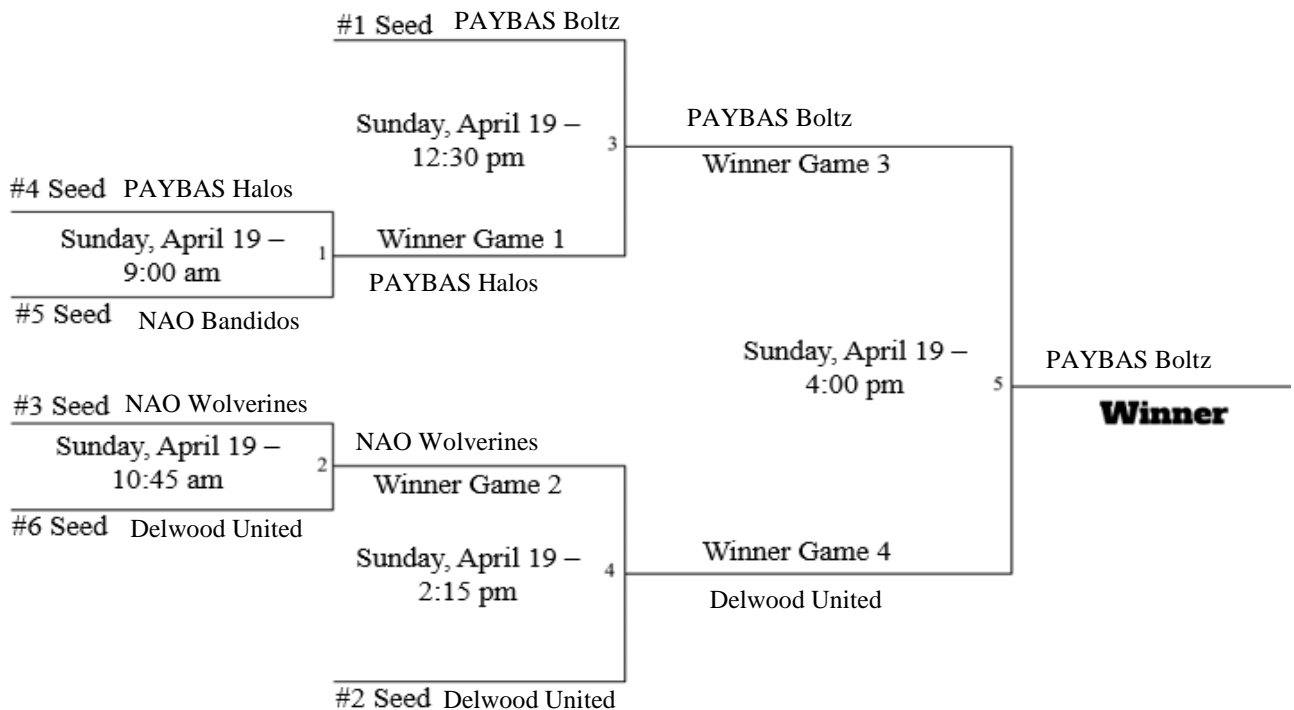 #1 Seed PAYBAS Boltz
Sunday, April 19 –
12:30 pm
3
PAYBAS Boltz
Winner Game 3
#4 Seed PAYBAS Halos
Sunday, April 19 –
9:00 am
1
Winner Game 1
PAYBAS Halos
#5 Seed NAO Bandidos
Sunday, April 19 –
4:00 pm
5
PAYBAS Boltz
Winner
#3 Seed NAO Wolverines
Sunday, April 19 –
10:45 am
2
NAO Wolverines
Winner Game 2
#6 Seed Delwood United
Sunday, April 19 –
2:15 pm
4
Winner Game 4
Delwood United
#2 Seed Delwood United